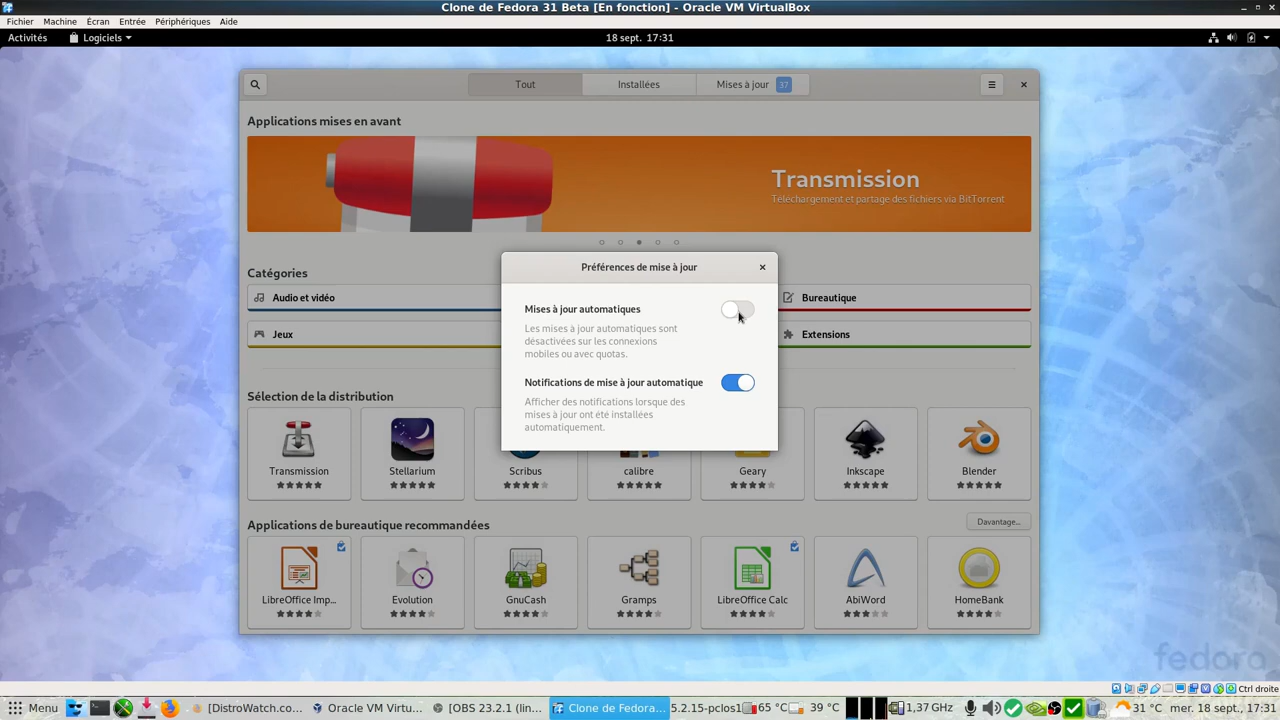 Clone de Fedora 31 Beta [En fonction] - Oracle VM VirtualBox
Fichier Machine Écran Entrée Périphériques Aide
Activités Logiciels 18 sept. 17:31
Tout Installées Mises à jour 37
Applications mises en avant
Transmission
Téléchargement et partage des fichiers via BitTorrent
Catégories
Audio et vidéo
Bureautique
Jeux
Extensions
Préférences de mise à jour
Mises à jour automatiques
Les mises à jour automatiques sont
désactivées sur les connexions
mobiles ou avec quotas.
Notifications de mise à jour automatique
Afficher des notifications lorsque des
mises à jour ont été installées
automatiquement.
Sélection de la distribution
Transmission Stellarium Scribus calibre Geary Inkscape Blender
Applications de bureautique recommandées Davantage...
LibreOffice Imp... Evolution GnuCash Gramps LibreOffice Calc AbiWord HomeBank
fedora
Ctrl droite
Menu [DistroWatch.co... Oracle VM Virtu... [OBS 23.2.1 (lin... Clone de Fedora... 5.2.15-pclos1 65 °C 39 °C 1,37 GHz 31 °C mer. 18 sept., 17:31